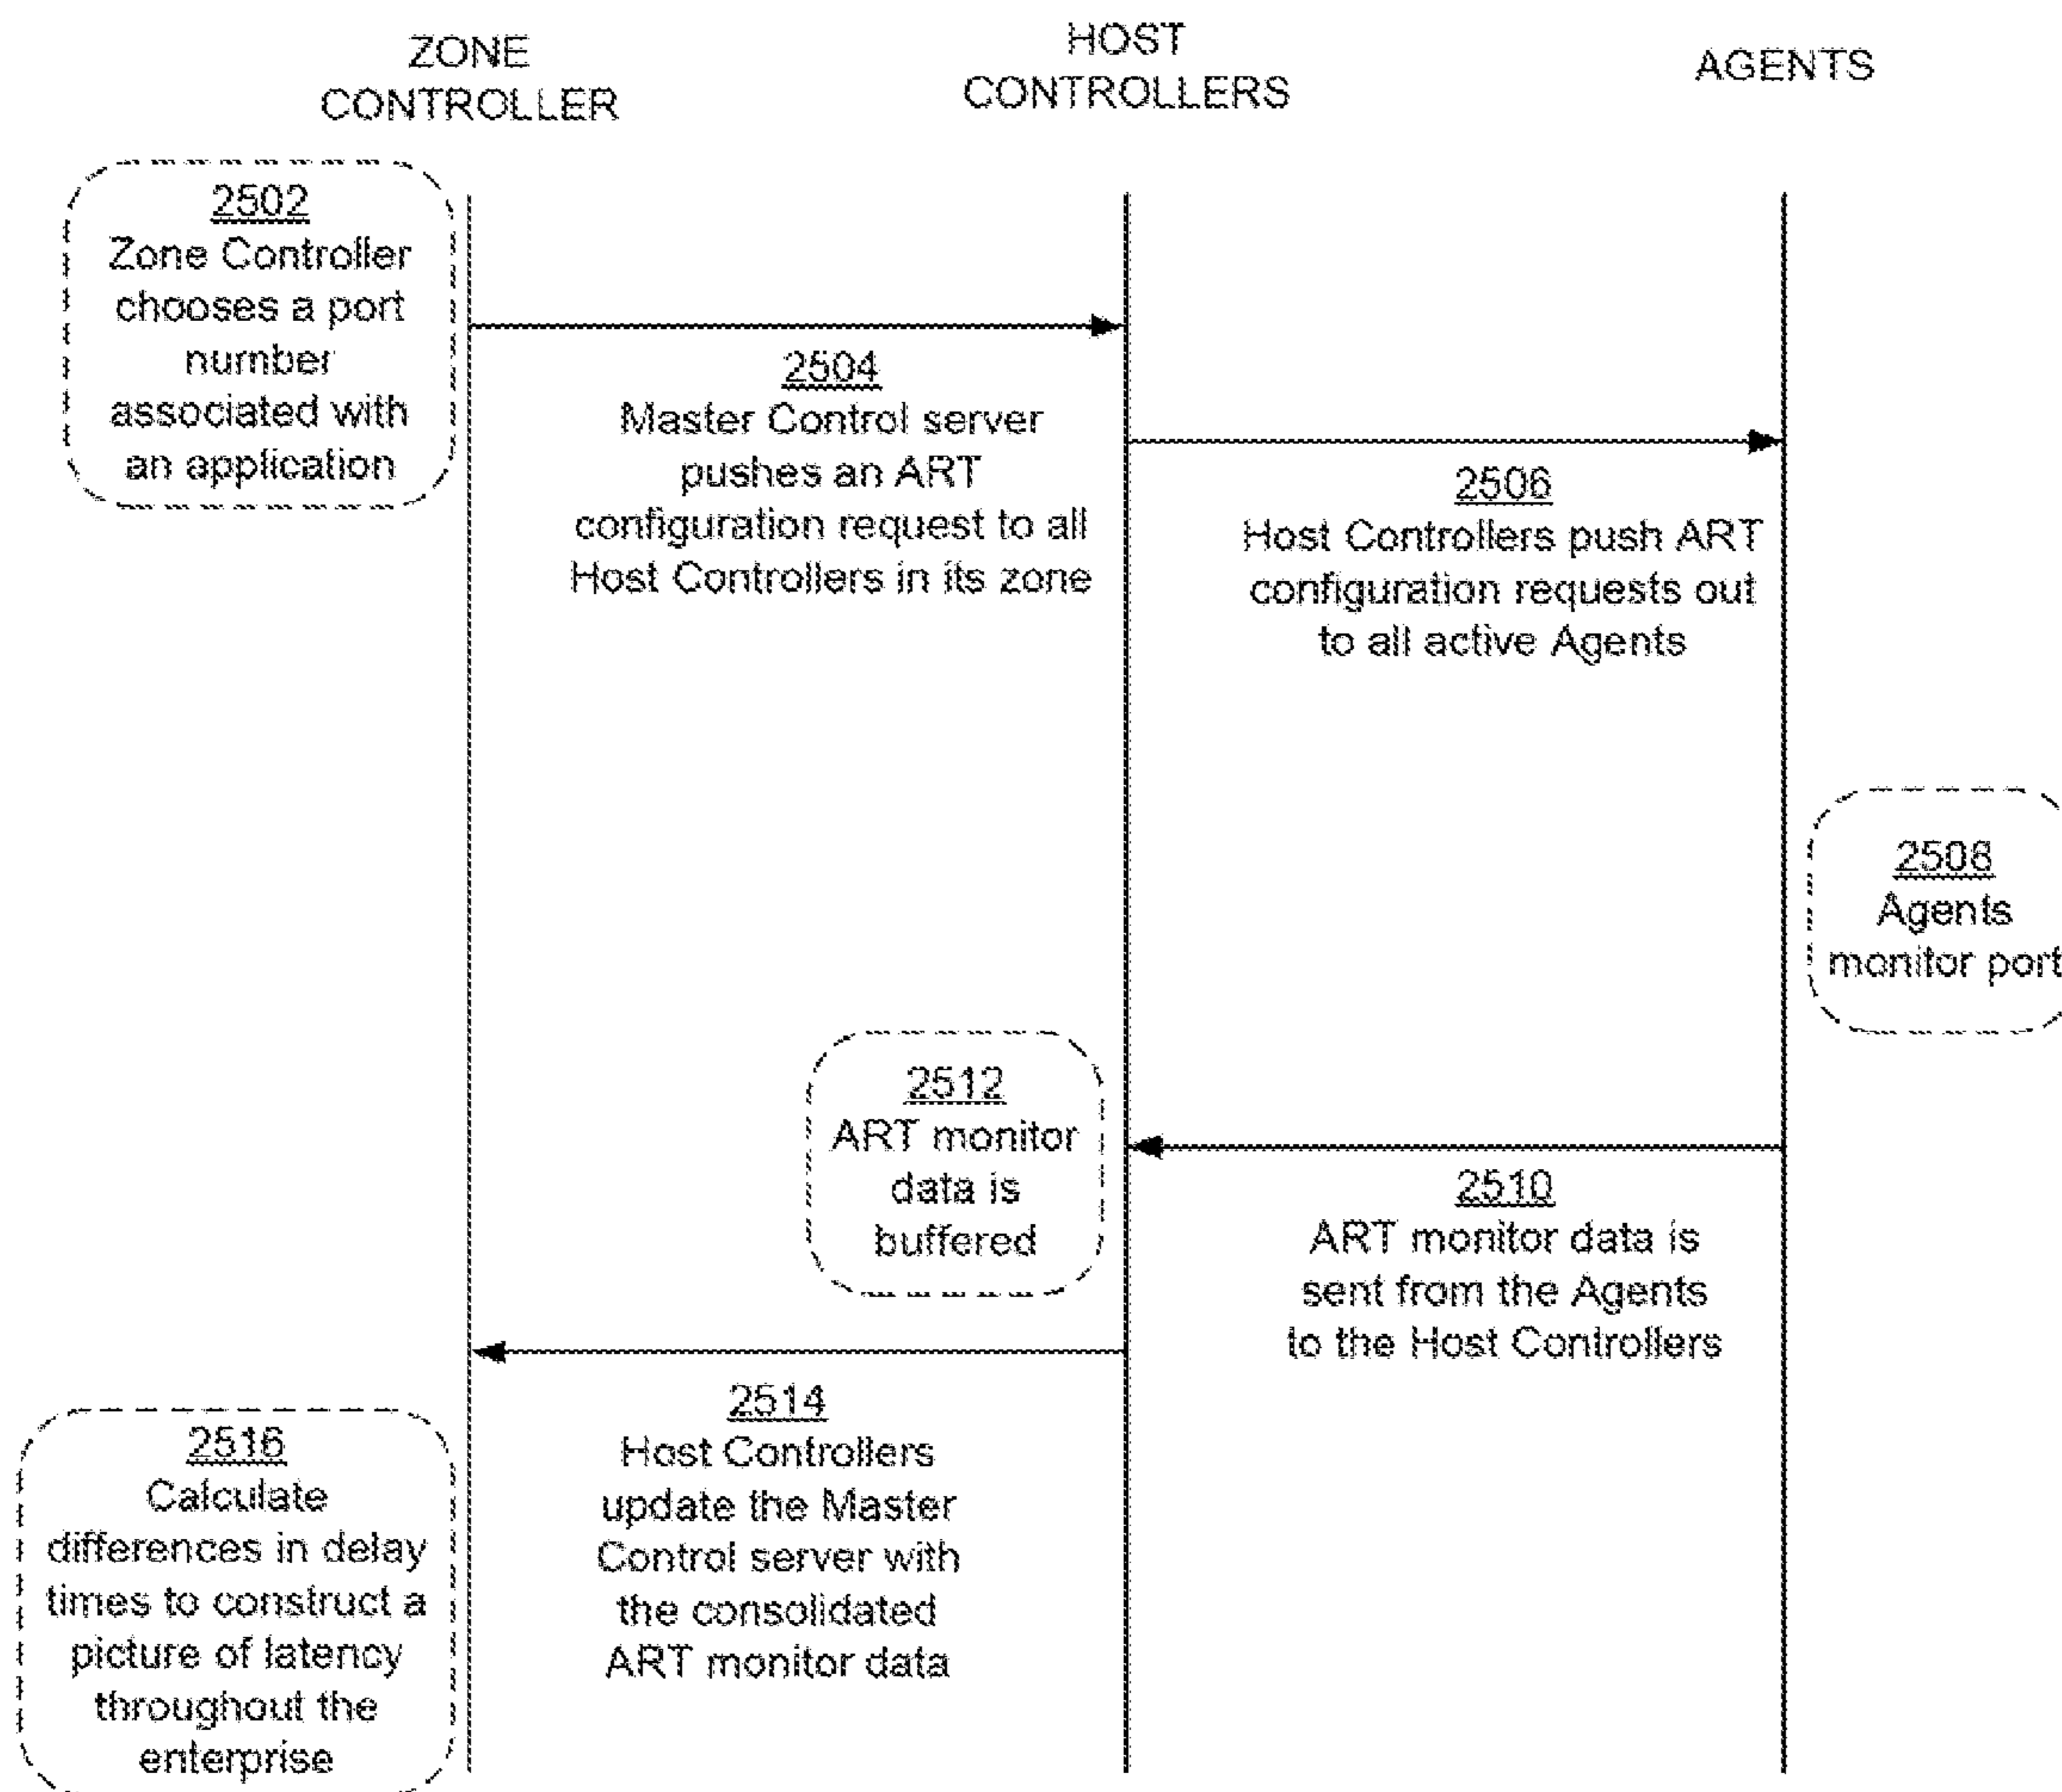 ZONE
CONTROLLER
HOST
CONTROLLERS
AGENTS
2502
Zone Controller
chooses a port
number
associated with
an application
2504
Master Control server
pushes an ART
configuration request to all
Host Controllers in its zone
2506
Host Controllers push ART
configuration requests out
to all active Agents
2508
Agents
monitor port
2512
ART monitor
data is
buffered
2510
ART monitor data is
sent from the Agents
to the Host Controllers
2514
Host Controllers
update the Master
Control server with
the consolidated
ART monitor data
2516
Calculate
differences in delay
times to construct a
picture of latency
throughout the
enterprise